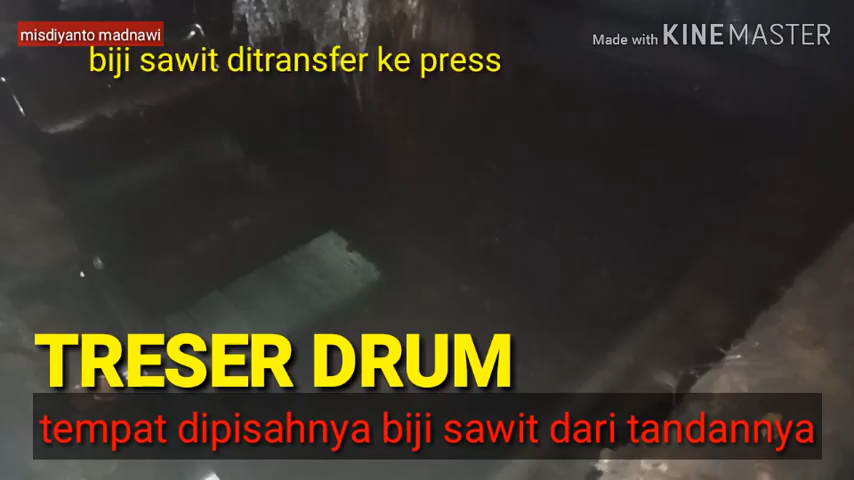 misdiyanto madnawi
Made with KINEMASTER
biji sawit ditransfer ke press
TRESER DRUM
tempat dipisahnya biji sawit dari tandannya